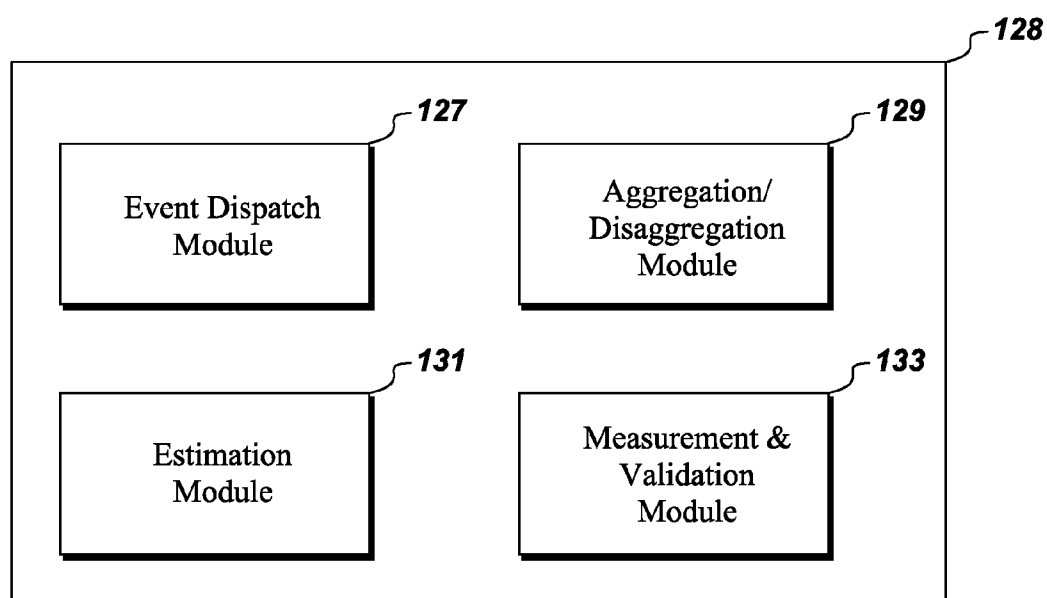 128
127
Event Dispatch
Module
129
Aggregation/
Disaggregation
Module
131
Estimation
Module
133
Measurement &
Validation
Module